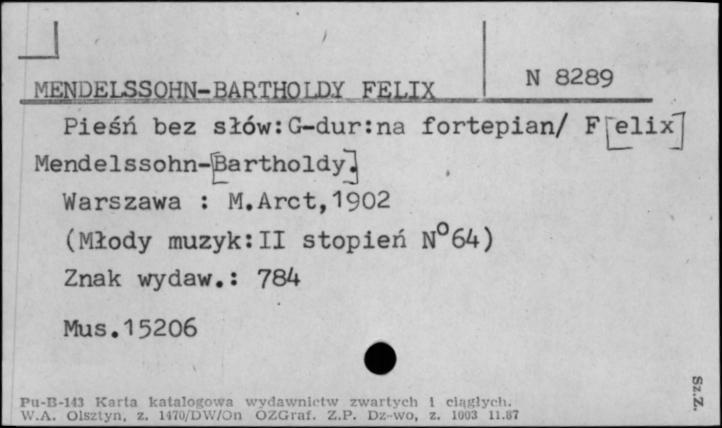 MENDELSSOHN-BARTHOLDY FELIX
N 8289
Pieśń bez słów:G-dur:na fortepian/ F[elix]
Mendelssohn-[Bartholdy].
Warszawa : M.Arct,1902
(Młody muzyk:II stopień N°64)
Znak wydaw.: 784
Mus.15206
Sz.Z.
Pu-B-143 Karta katalogowa wydawnictw zwartych i ciągłych.
W.A. Olsztyn, z. 1470/DW/On OZGraf. Z.P. Dz-wo, z. 1003 11.87